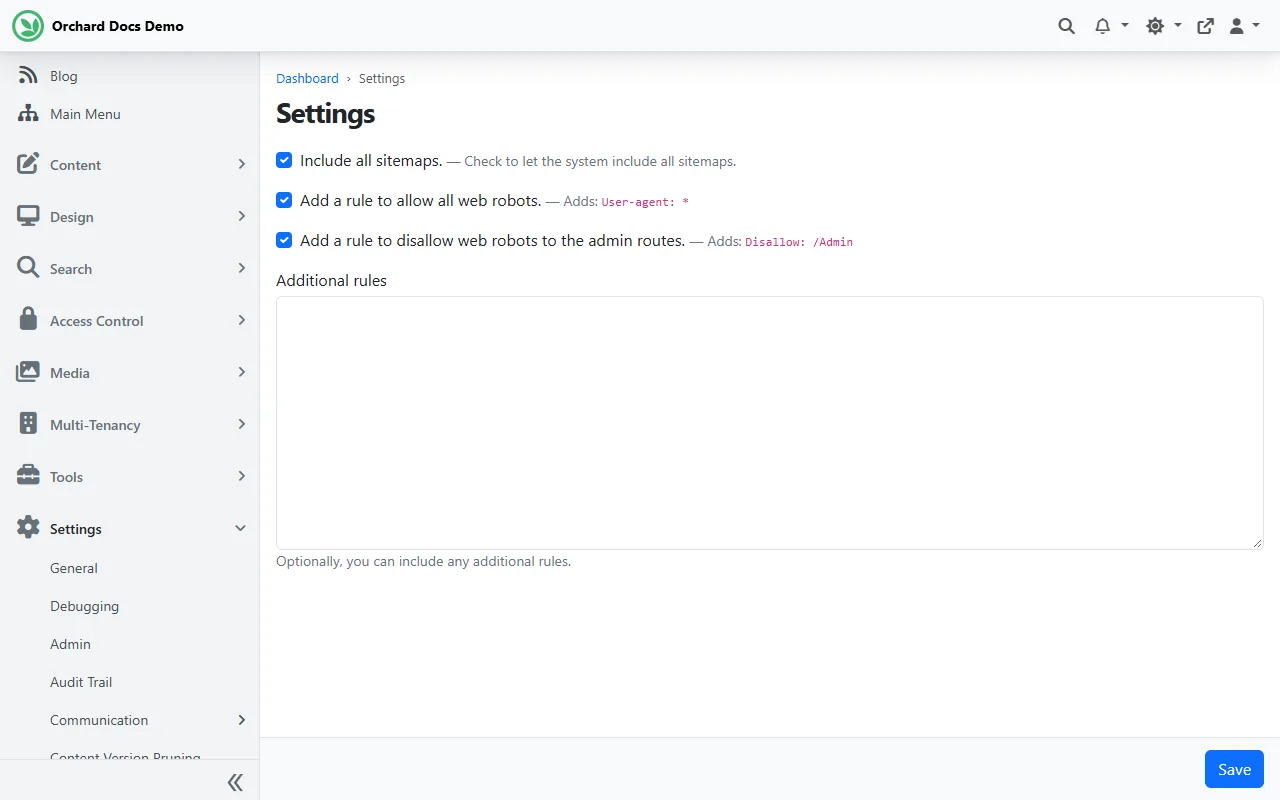 Orchard Docs Demo
Blog
Main Menu
Content
Design
Search
Access Control
Media
Multi-Tenancy
Tools
Settings
General
Debugging
Admin
Audit Trail
Communication
Content Version Pruning
Dashboard › Settings
Settings
Include all sitemaps. — Check to let the system include all sitemaps.
Add a rule to allow all web robots. — Adds: User-agent: *
Add a rule to disallow web robots to the admin routes. — Adds: Disallow: /Admin
Additional rules
Optionally, you can include any additional rules.
Save